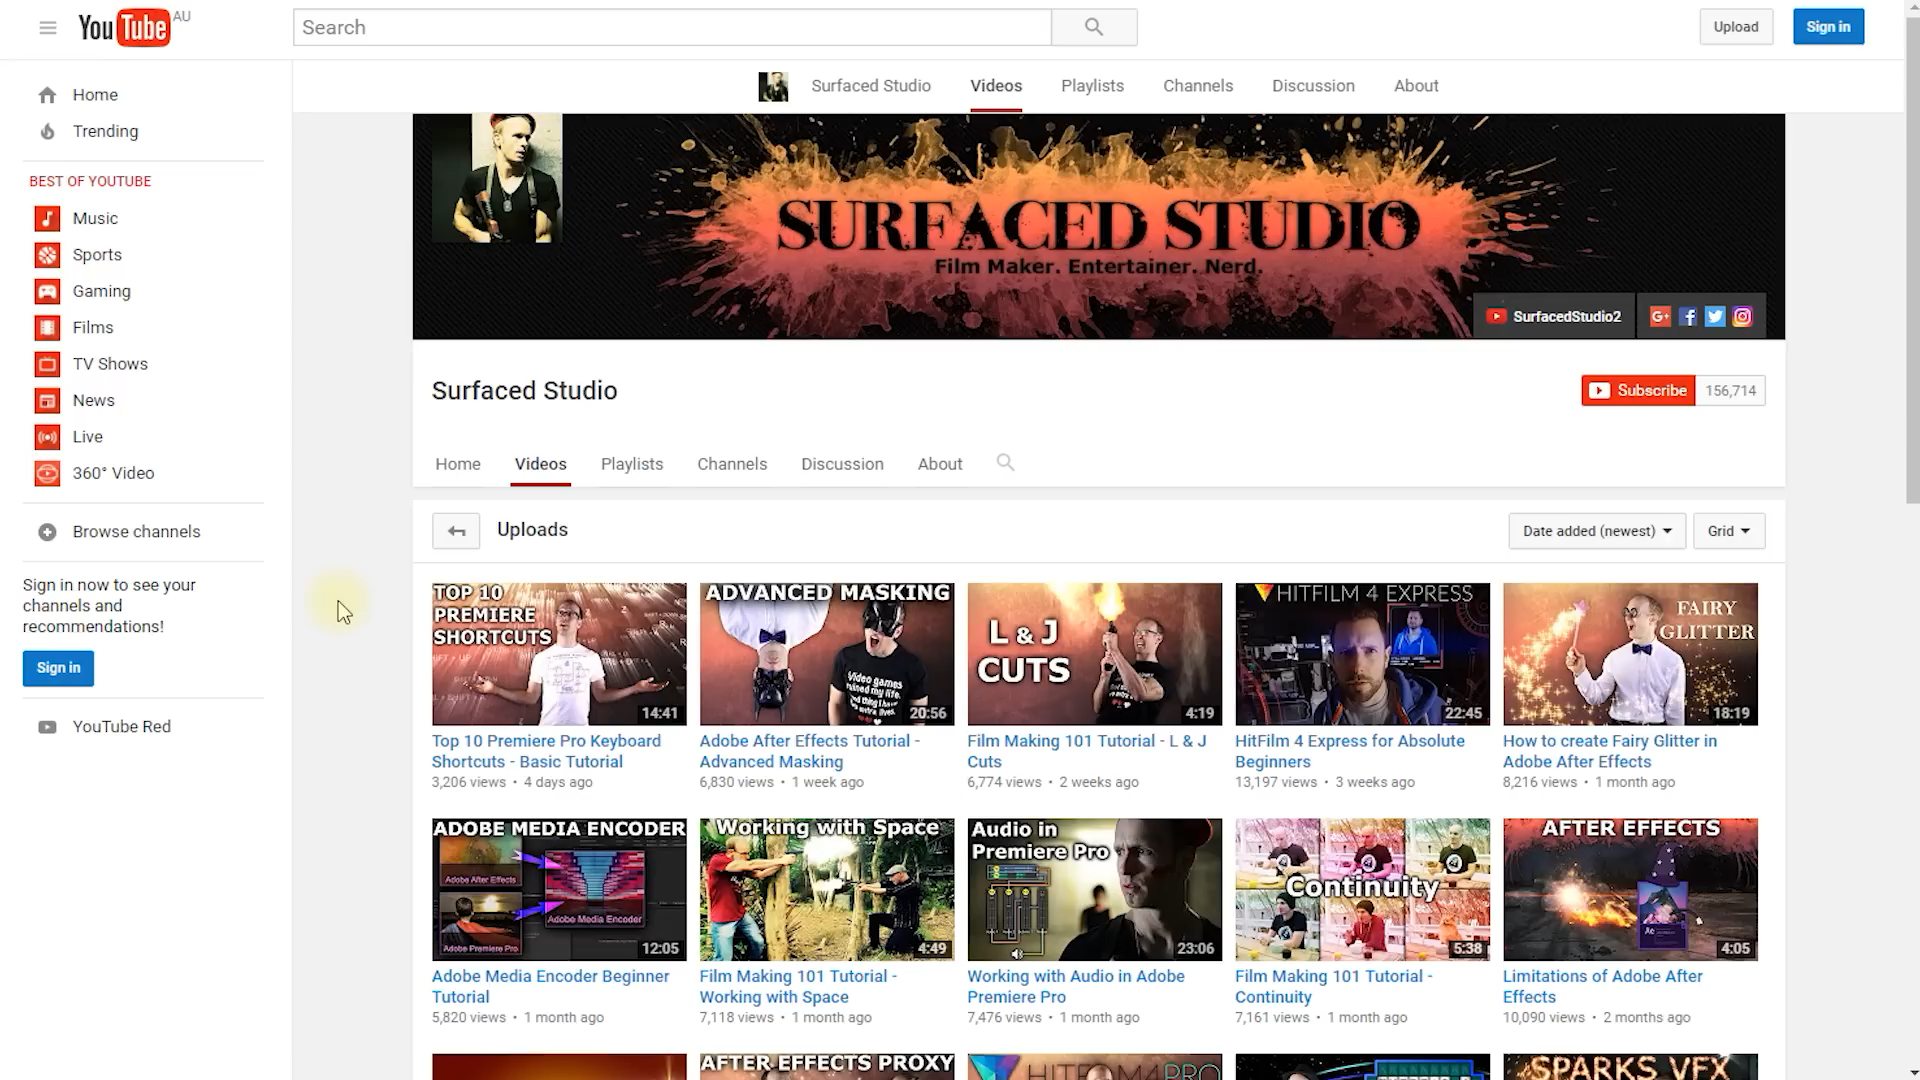 YouTube AU
Search
Upload
Sign in
Surfaced Studio
Videos
Playlists
Channels
Discussion
About
Home
Trending
BEST OF YOUTUBE
Music
Sports
Gaming
Films
TV Shows
News
Live
360° Video
Browse channels
Sign in now to see your
channels and
recommendations!
Sign in
YouTube Red
SURFACED STUDIO
Film Maker. Entertainer. Nerd.
SurfacedStudio2
Surfaced Studio
Subscribe 156,714
Home
Videos
Playlists
Channels
Discussion
About
Uploads
Date added (newest)
Grid
TOP 10
PREMIERE
SHORTCUTS
14:41
Top 10 Premiere Pro Keyboard
Shortcuts - Basic Tutorial
3,206 views • 4 days ago
ADVANCED MASKING
Video games
ruined my life.
20:56
Adobe After Effects Tutorial -
Advanced Masking
6,830 views • 1 week ago
L & J
CUTS
4:19
Film Making 101 Tutorial - L & J
Cuts
6,774 views • 2 weeks ago
HITFILM 4 EXPRESS
22:45
HitFilm 4 Express for Absolute
Beginners
13,197 views • 3 weeks ago
FAIRY
GLITTER
18:19
How to create Fairy Glitter in
Adobe After Effects
8,216 views • 1 month ago
ADOBE MEDIA ENCODER
Adobe After Effects
Adobe Media Encoder
Adobe Premiere Pro
12:05
Adobe Media Encoder Beginner
Tutorial
5,820 views • 1 month ago
Working with Space
4:49
Film Making 101 Tutorial -
Working with Space
7,118 views • 1 month ago
Audio in
Premiere Pro
23:06
Working with Audio in Adobe
Premiere Pro
7,476 views • 1 month ago
Continuity
5:38
Film Making 101 Tutorial -
Continuity
7,161 views • 1 month ago
AFTER EFFECTS
Ae
4:05
Limitations of Adobe After
Effects
10,090 views • 2 months ago
AFTER EFFECTS PROXY
HITFILM 4 PRO
SPARKS VFX